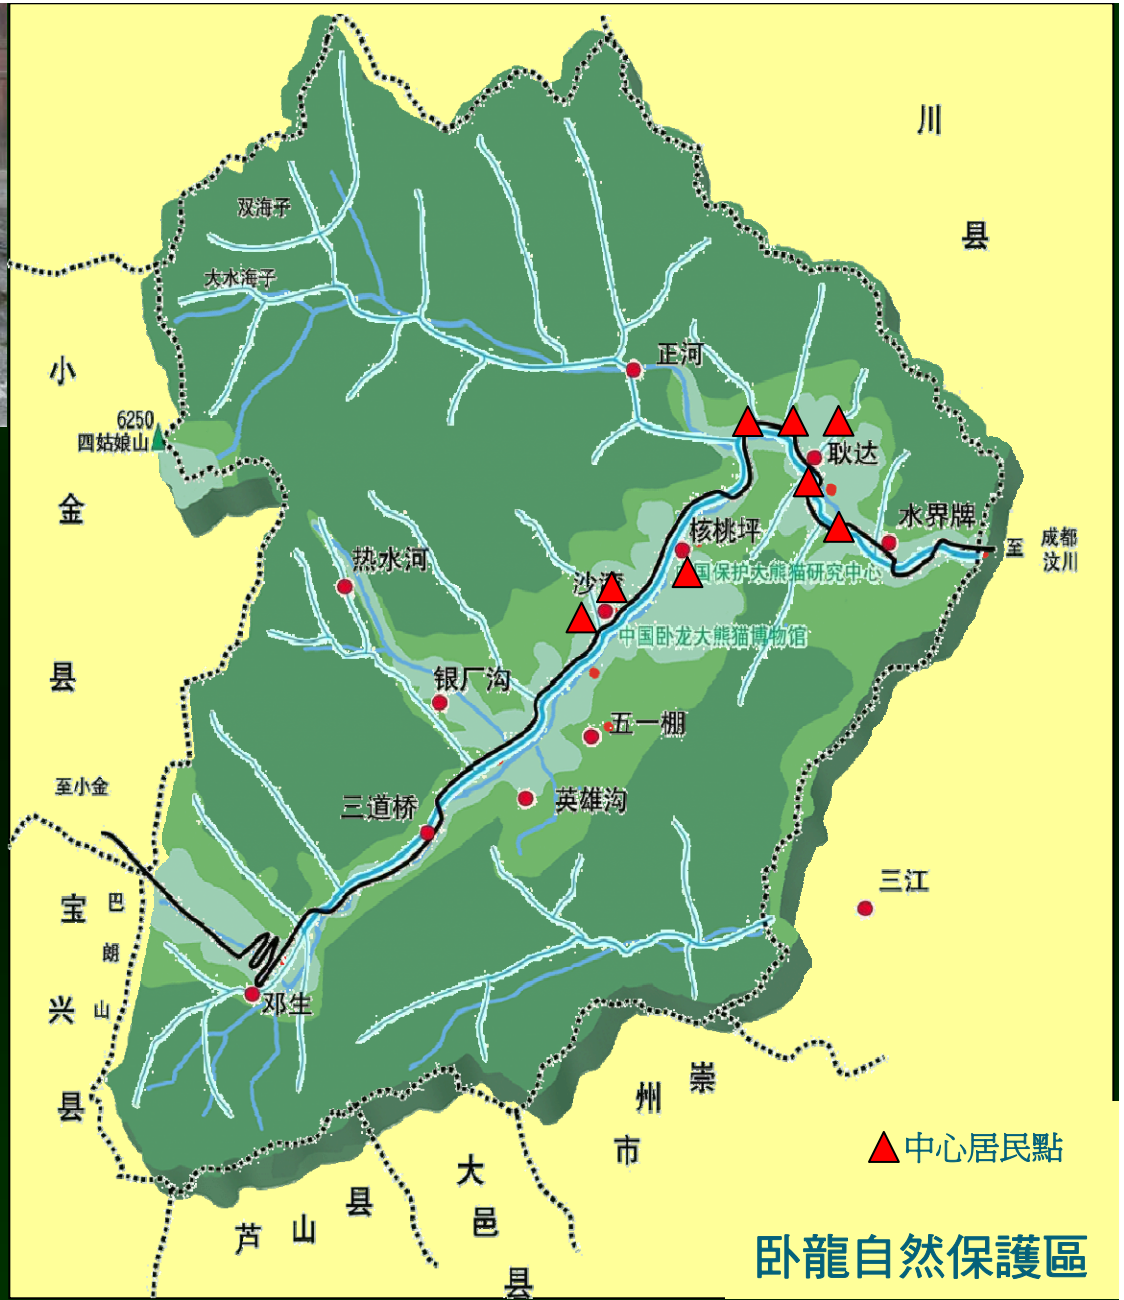 川
县
双海子
大水海子
小
金
县
正河
6250
四姑娘山
耿达
水界牌
至
成都
汶川
核桃坪
国保护大熊猫研究中心
热水河
沙湾
中国卧龙大熊猫博物馆
银厂沟
五一棚
至小金
三道桥
英雄沟
三江
宝
兴
县
巴
朗
山
邓生
崇
州
市
中心居民點
大
邑
县
芦
山
县
卧龍自然保護區